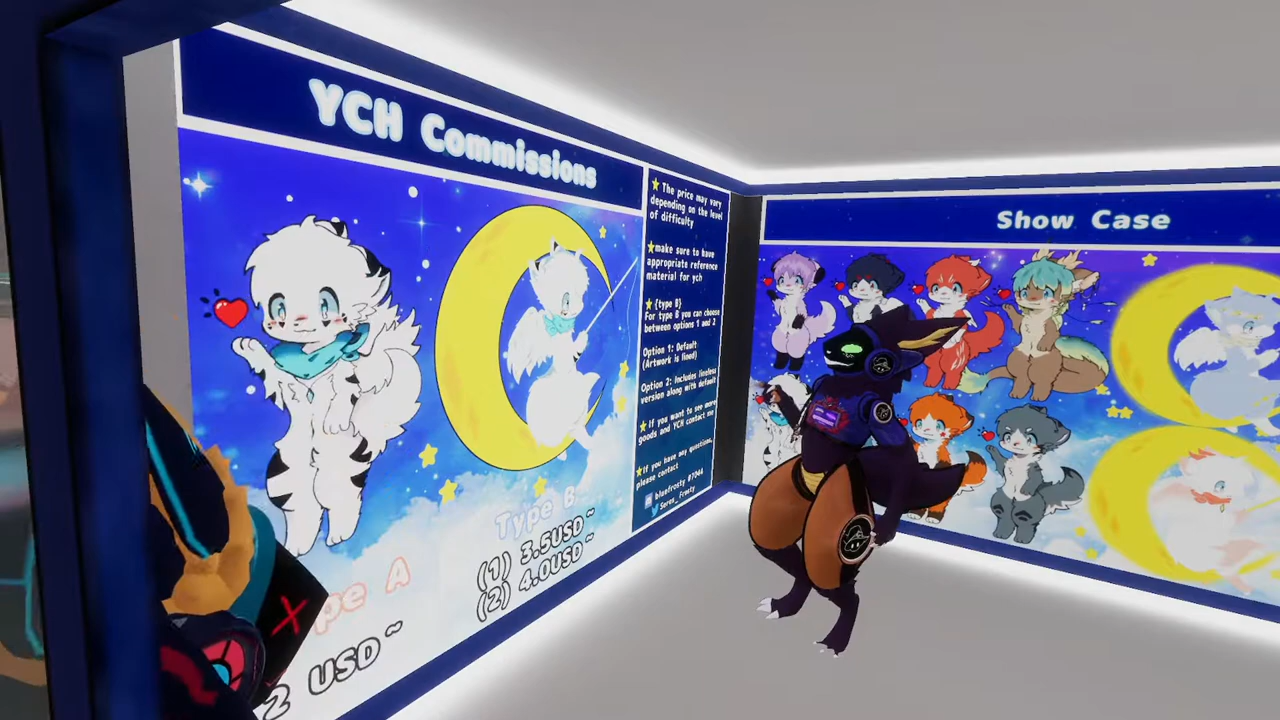 YCH Commissions
★ The price may vary
depending on the level
of difficulty
★make sure to have
appropriate reference
material for ych
★ {type B}
For type B you can choose
between options 1 and 2
Option 1: Default
(Artwork is lined)
Option 2: Includes lineless
version along with default
★ If you want to see more
goods and YCH contact me
★If you have any questions,
please contact
bluefrosty #7044
Seres_Frosty
Type B
(1) 3.5USD~
(2) 4.0USD~
pe A
2 USD~
Show Case